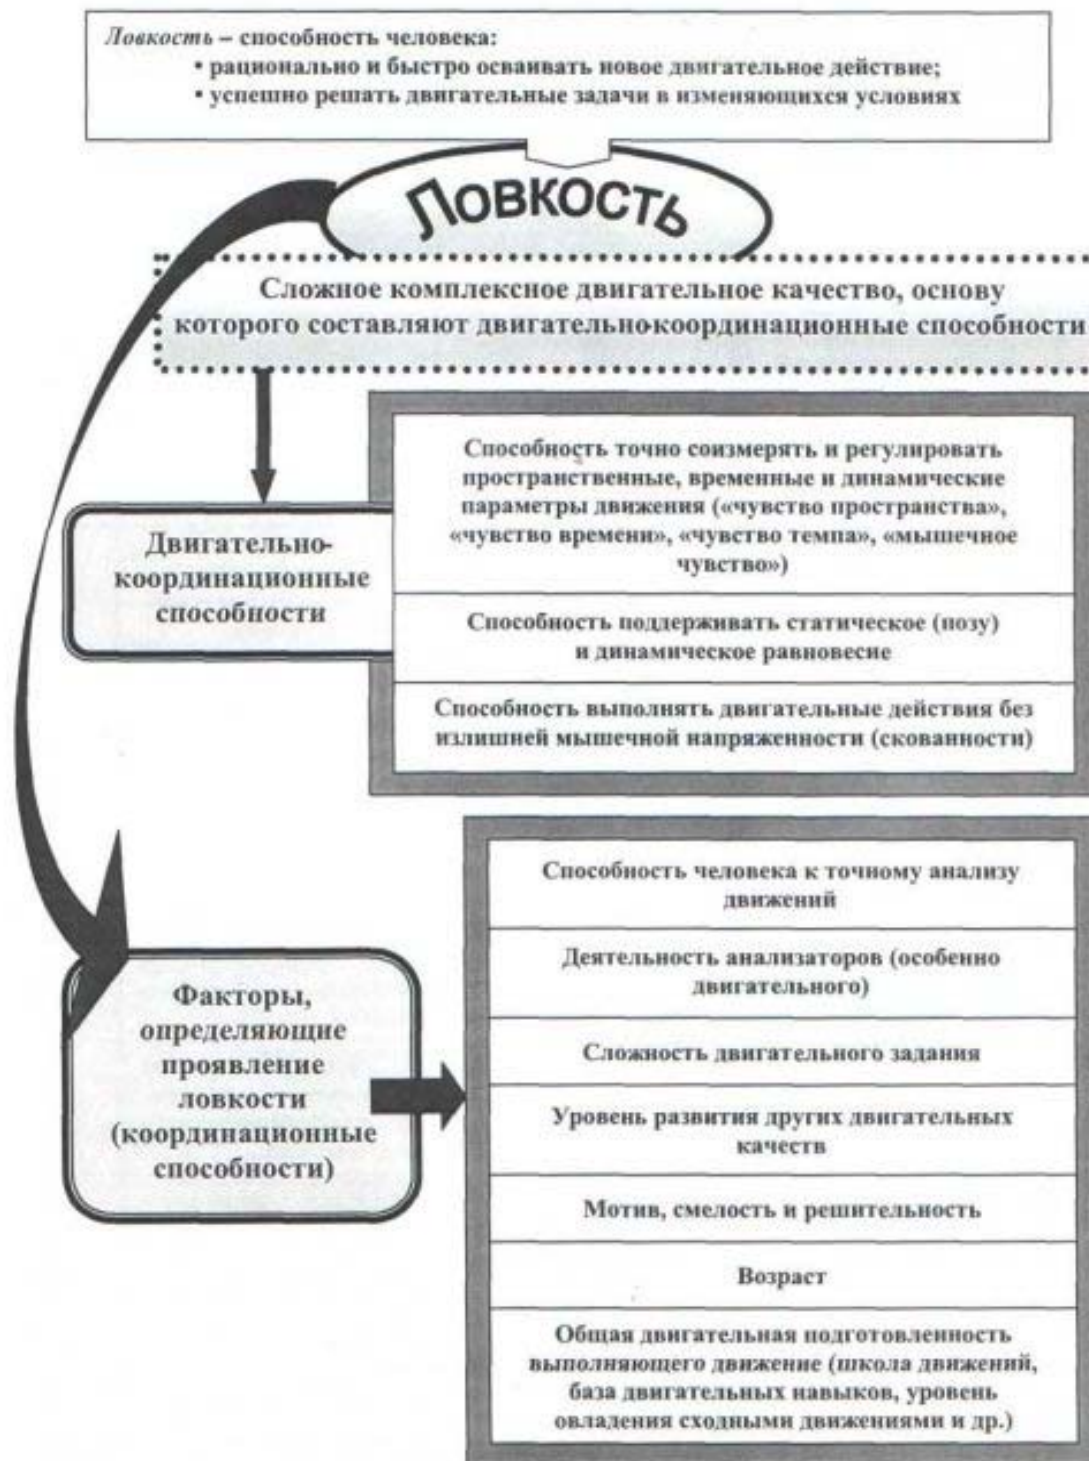 Ловкость – способность человека:
• рационально и быстро осваивать новое двигательное действие;
• успешно решать двигательные задачи в изменяющихся условиях
Ловкость
Сложное комплексное двигательное качество, основу
которого составляют двигательно-координационные способности
Двигательно-
координационные
способности
Способность точно соизмерять и регулировать
пространственные, временные и динамические
параметры движения («чувство пространства»,
«чувство времени», «чувство темпа», «мышечное
чувство»)
Способность поддерживать статическое (позу)
и динамическое равновесие
Способность выполнять двигательные действия без
излишней мышечной напряженности (скованности)
Факторы,
определяющие
проявление
ловкости
(координационные
способности)
Способность человека к точному анализу
движений
Деятельность анализаторов (особенно
двигательного)
Сложность двигательного задания
Уровень развития других двигательных
качеств
Мотив, смелость и решительность
Возраст
Общая двигательная подготовленность
выполняющего движение (школа движений,
база двигательных навыков, уровень
овладения сходными движениями и др.)